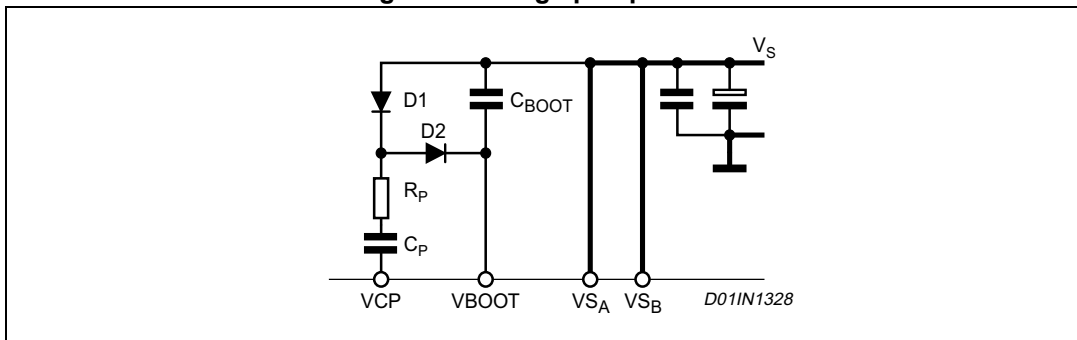 V_S
D1
C_BOOT
D2
R_P
C_P
VCP VBOOT VS_A VS_B D01IN1328